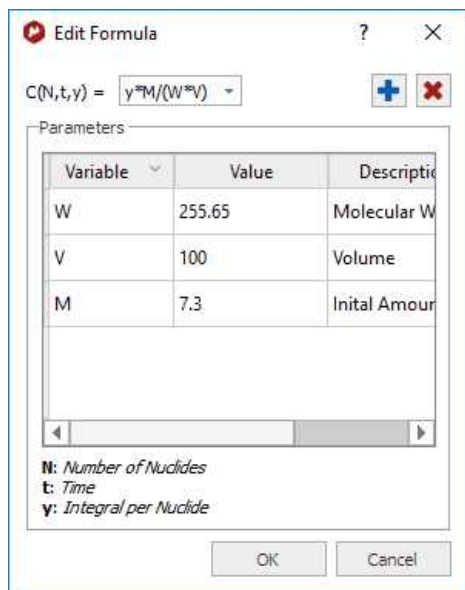 Edit Formula ?
C(N,t,y) = y*M/(W*V)
Parameters
Variable Value Descriptic
W 255.65 Molecular W
V 100 Volume
M 7.3 Inital Amour
N: Number of Nuclides
t: Time
y: Integral per Nuclide
OK Cancel